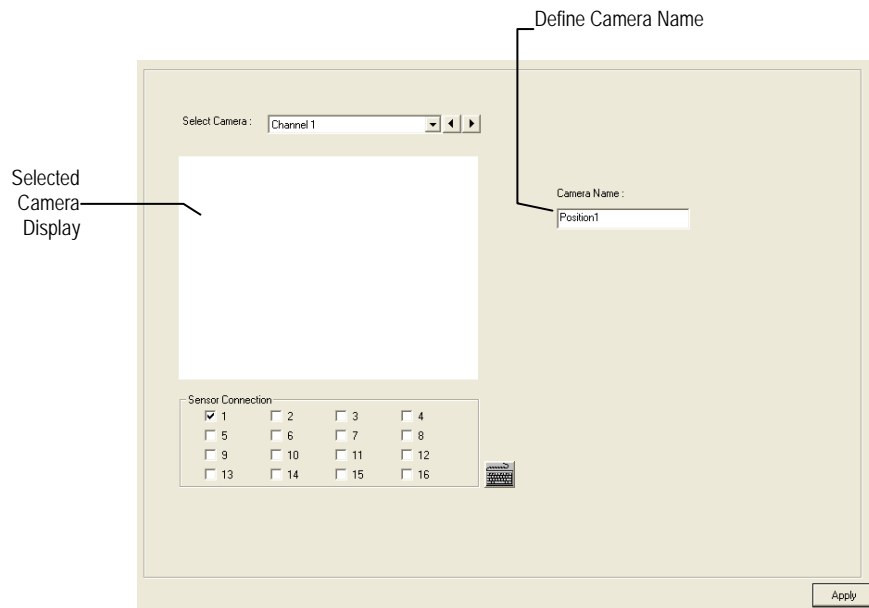 Define Camera Name
Select Camera :
Channel 1
Selected
Camera
Display
Camera Name :
Position1
Sensor Connection
1 2 3 4
5 6 7 8
9 10 11 12
13 14 15 16
Apply